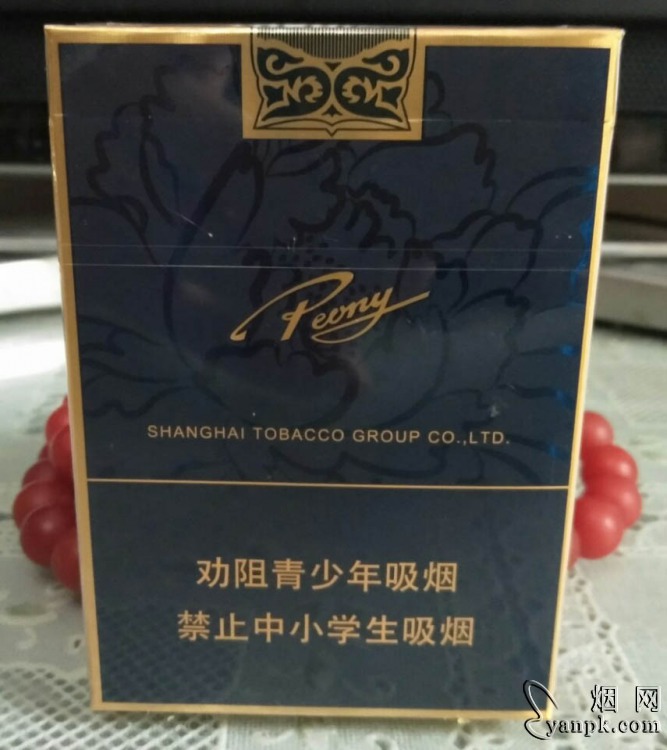 Peony
SHANGHAI TOBACCO GROUP CO.,LTD.
劝阻青少年吸烟
禁止中小学生吸烟
烟网
yanpk.com